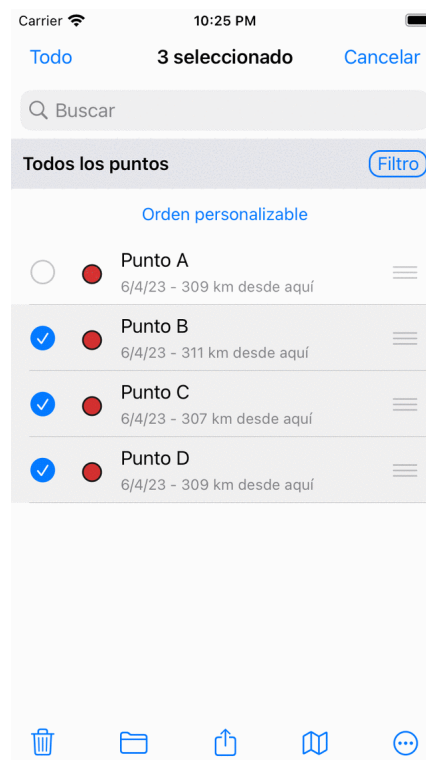 Carrier 10:25 PM
Todo 3 seleccionado Cancelar
Buscar
Todos los puntos Filtro
Orden personalizable
Punto A
6/4/23 - 309 km desde aquí
Punto B
6/4/23 - 311 km desde aquí
Punto C
6/4/23 - 307 km desde aquí
Punto D
6/4/23 - 309 km desde aquí